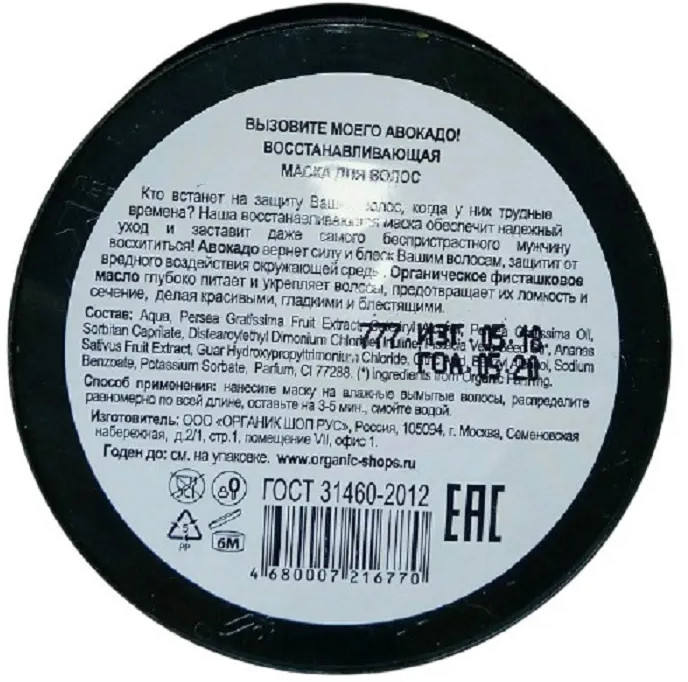 ВЫЗОВИТЕ МОЕГО АВОКАДО!
ВОССТАНАВЛИВАЮЩАЯ
МАСКА ДЛЯ ВОЛОС
Кто встанет на защиту Ваших волос, когда у них трудные
времена? Наша восстанавливающая маска обеспечит надежный
уход и заставит даже самого беспристрастного мужчину
восхититься! Авокадо вернет силу и блеск Вашим волосам, защитит от
вредного воздействия окружающей среды. Органическое фисташковое
масло глубоко питает и укрепляет волосы, предотвращает их ломкость и
сечение, делая красивыми, гладкими и блестящими.
Состав: Aqua, Persea Gratissima Fruit Extract, Oil,
Sorbitan Caprilate, Distearoylethyl Dimonium Chloride, Ananas
Sativus Fruit Extract, Guar Hydroxypropyltrimonium Chloride, Sodium
Benzoate, Potassium Sorbate, Parfum, CI 77288. (*) Ingredients from Organic Farming.
777 ИЗГ. 05.18
ГОД. 05.20
Способ применения: нанесите маску на влажные вымытые волосы, распределите
равномерно по всей длине, оставьте на 3-5 мин., смойте водой.
Изготовитель: ООО «ОРГАНИК ШОП РУС», Россия, 105094, г. Москва, Семеновская
набережная, д.2/1, стр.1, помещение VII, офис 1.
Годен до: см. на упаковке. www.organic-shops.ru
ГОСТ 31460-2012
EAC
5
PP
6M
4 680007 216770